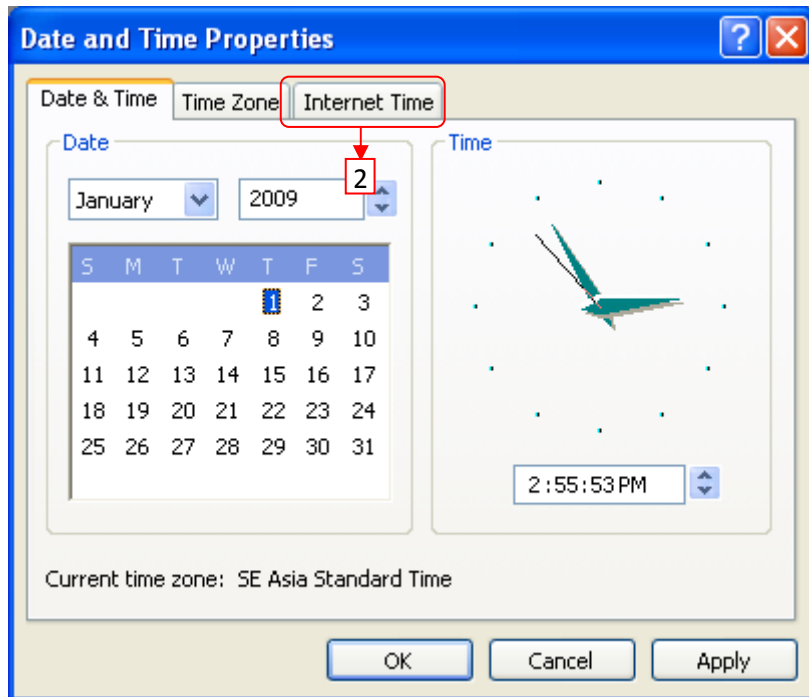 Date and Time Properties
Date & Time
Time Zone
Internet Time
Date
Time
2
January
2009
S M T W T F S
1 2 3
4 5 6 7 8 9 10
11 12 13 14 15 16 17
18 19 20 21 22 23 24
25 26 27 28 29 30 31
2:55:53 PM
Current time zone: SE Asia Standard Time
OK
Cancel
Apply